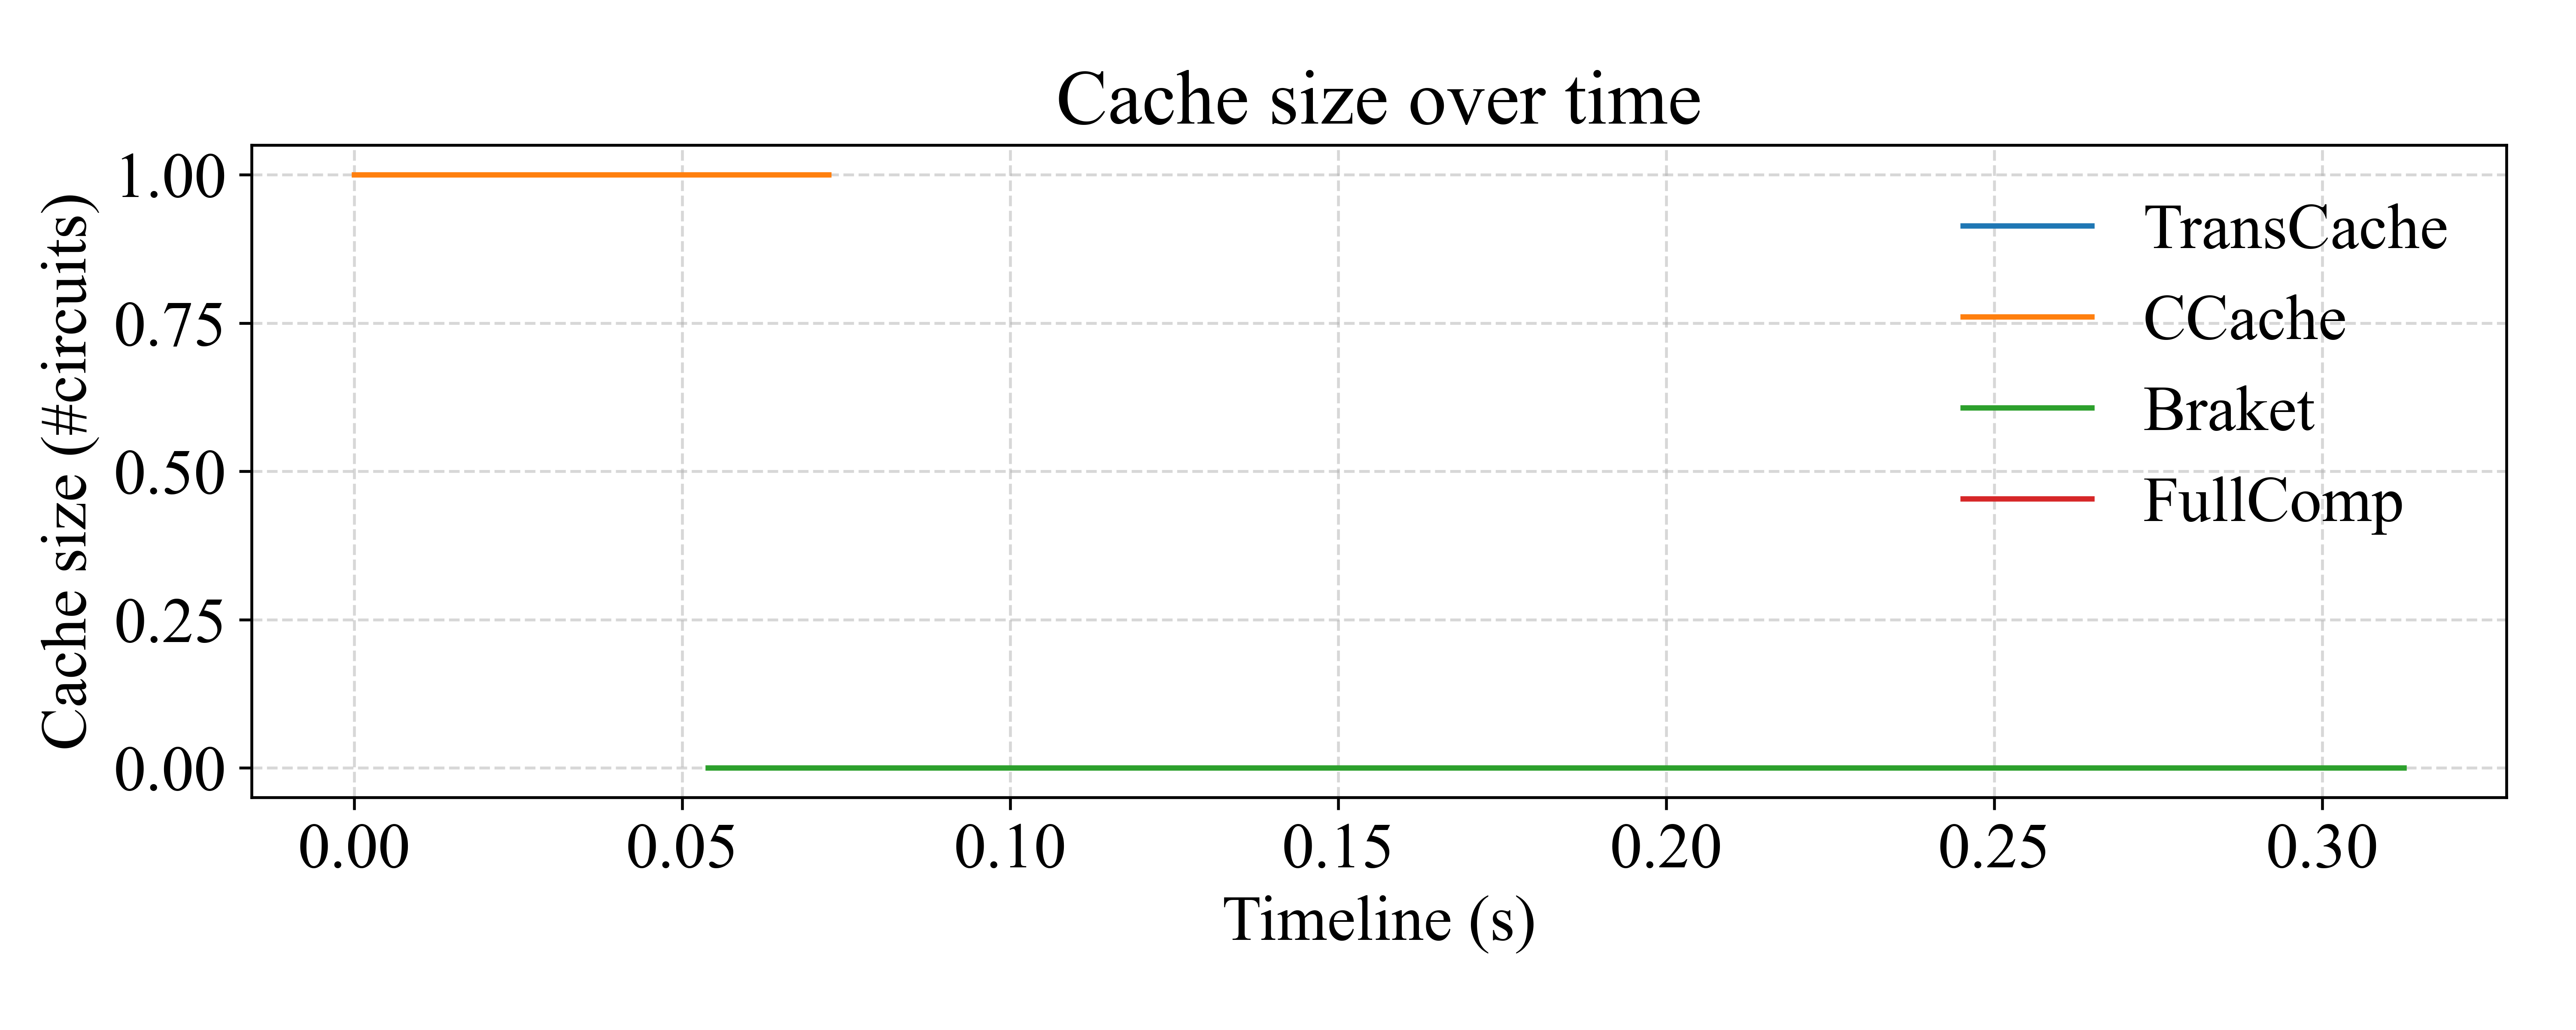 Cache size over time
Cache size (#circuits)
1.00
0.75
0.50
0.25
0.00
TransCache
CCache
Braket
FullComp
0.00 0.05 0.10 0.15 0.20 0.25 0.30
Timeline (s)